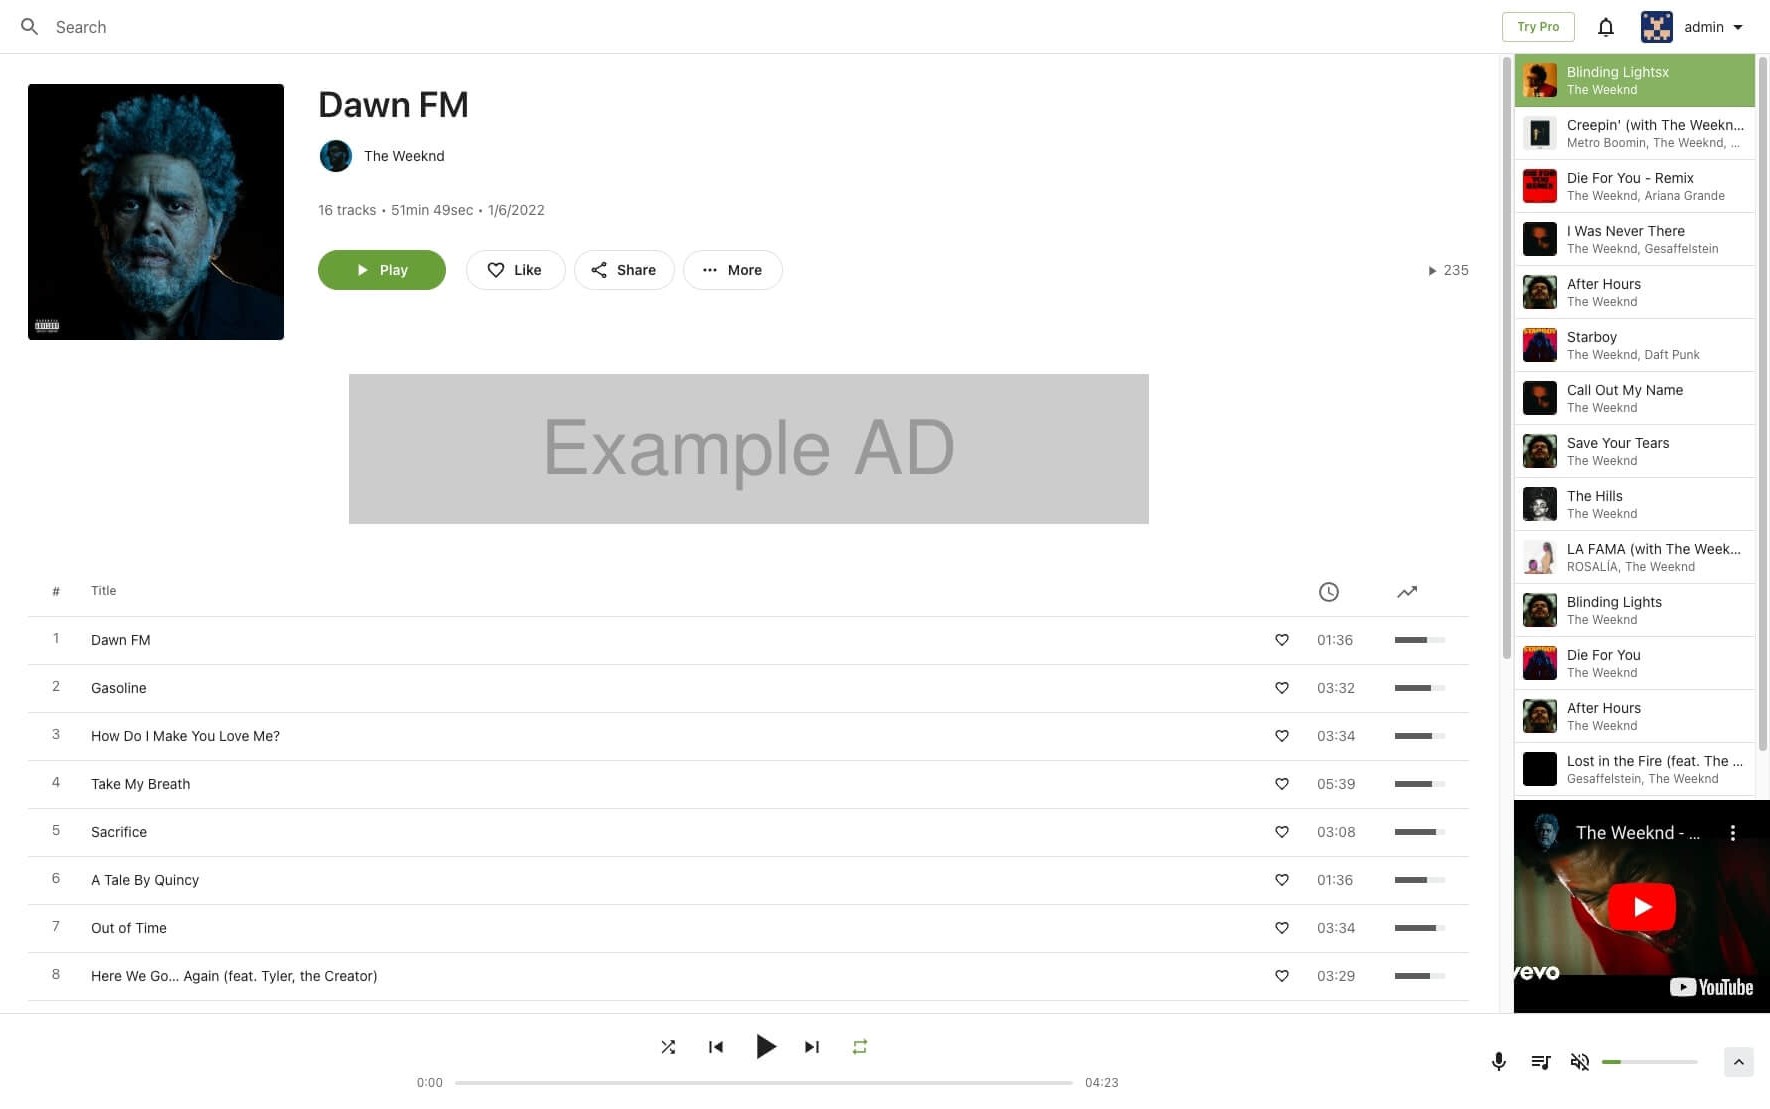 Search
Try Pro
admin
Dawn FM
The Weeknd
16 tracks • 51min 49sec • 1/6/2022
Play
Like
Share
More
235
Example AD
# Title
1 Dawn FM 01:36
2 Gasoline 03:32
3 How Do I Make You Love Me? 03:34
4 Take My Breath 05:39
5 Sacrifice 03:08
6 A Tale By Quincy 01:36
7 Out of Time 03:34
8 Here We Go... Again (feat. Tyler, the Creator) 03:29
Blinding Lightsx
The Weeknd
Creepin' (with The Weekn...
Metro Boomin, The Weeknd, ...
Die For You - Remix
The Weeknd, Ariana Grande
I Was Never There
The Weeknd, Gesaffelstein
After Hours
The Weeknd
Starboy
The Weeknd, Daft Punk
Call Out My Name
The Weeknd
Save Your Tears
The Weeknd
The Hills
The Weeknd
LA FAMA (with The Week...
ROSALÍA, The Weeknd
Blinding Lights
The Weeknd
Die For You
The Weeknd
After Hours
The Weeknd
Lost in the Fire (feat. The ...
Gesaffelstein, The Weeknd
The Weeknd - ...
vevo
YouTube
0:00
04:23